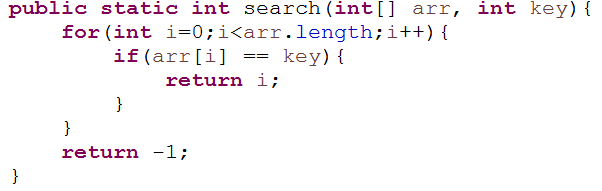 public static int search(int[] arr, int key){
    for(int i=0;i<arr.length;i++){
        if(arr[i] == key){
            return i;
        }
    }
    return -1;
}